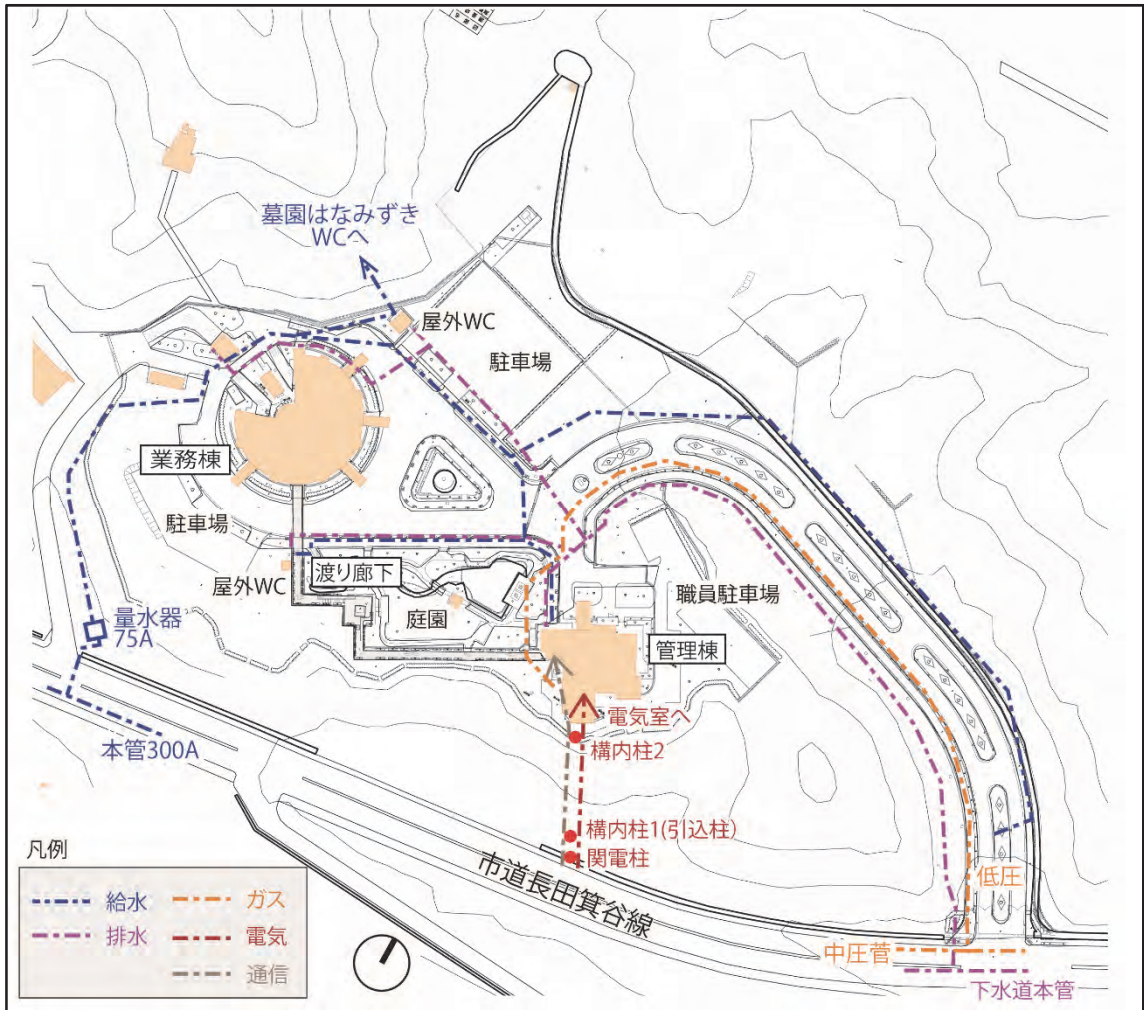 墓園はなみずき
WCへ
屋外WC
駐車場
業務棟
駐車場
屋外WC
渡り廊下
庭園
職員駐車場
管理棟
量水器
75A
電気室へ
構内柱2
本管300A
構内柱1(引込柱)
関電柱
市道長田箕谷線
低圧
中圧菅
下水道本管
凡例
給水
ガス
排水
電気
通信